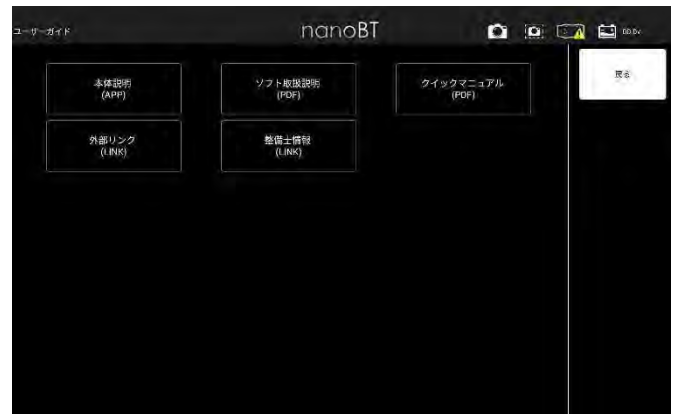 ユーザーガイド
nanoBT
本体説明
(APP)
ソフト取扱説明
(PDF)
クイックマニュアル
(PDF)
戻る
外部リンク
(LINK)
整備士情報
(LINK)